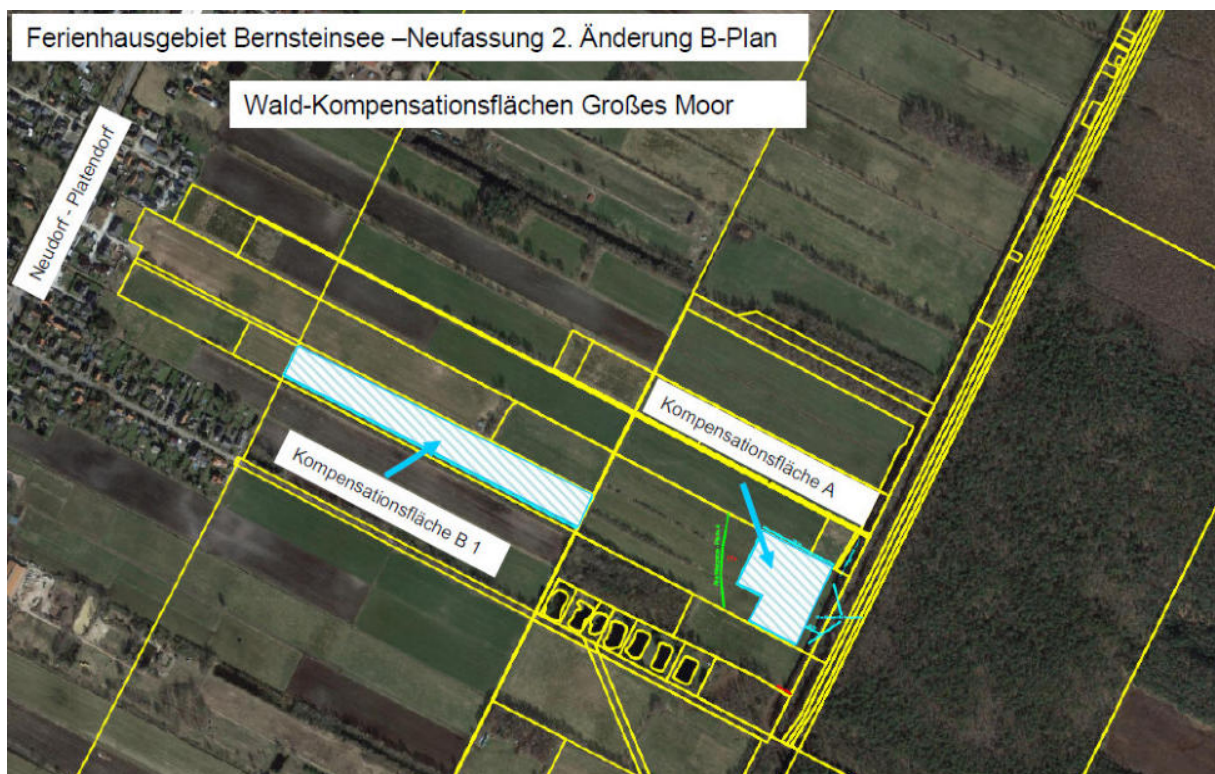 Ferienhausgebiet Bernsteinsee –Neufassung 2. Änderung B-Plan
Wald-Kompensationsflächen Großes Moor
Neudorf - Platendorf
Kompensationsfläche A
Kompensationsfläche B 1